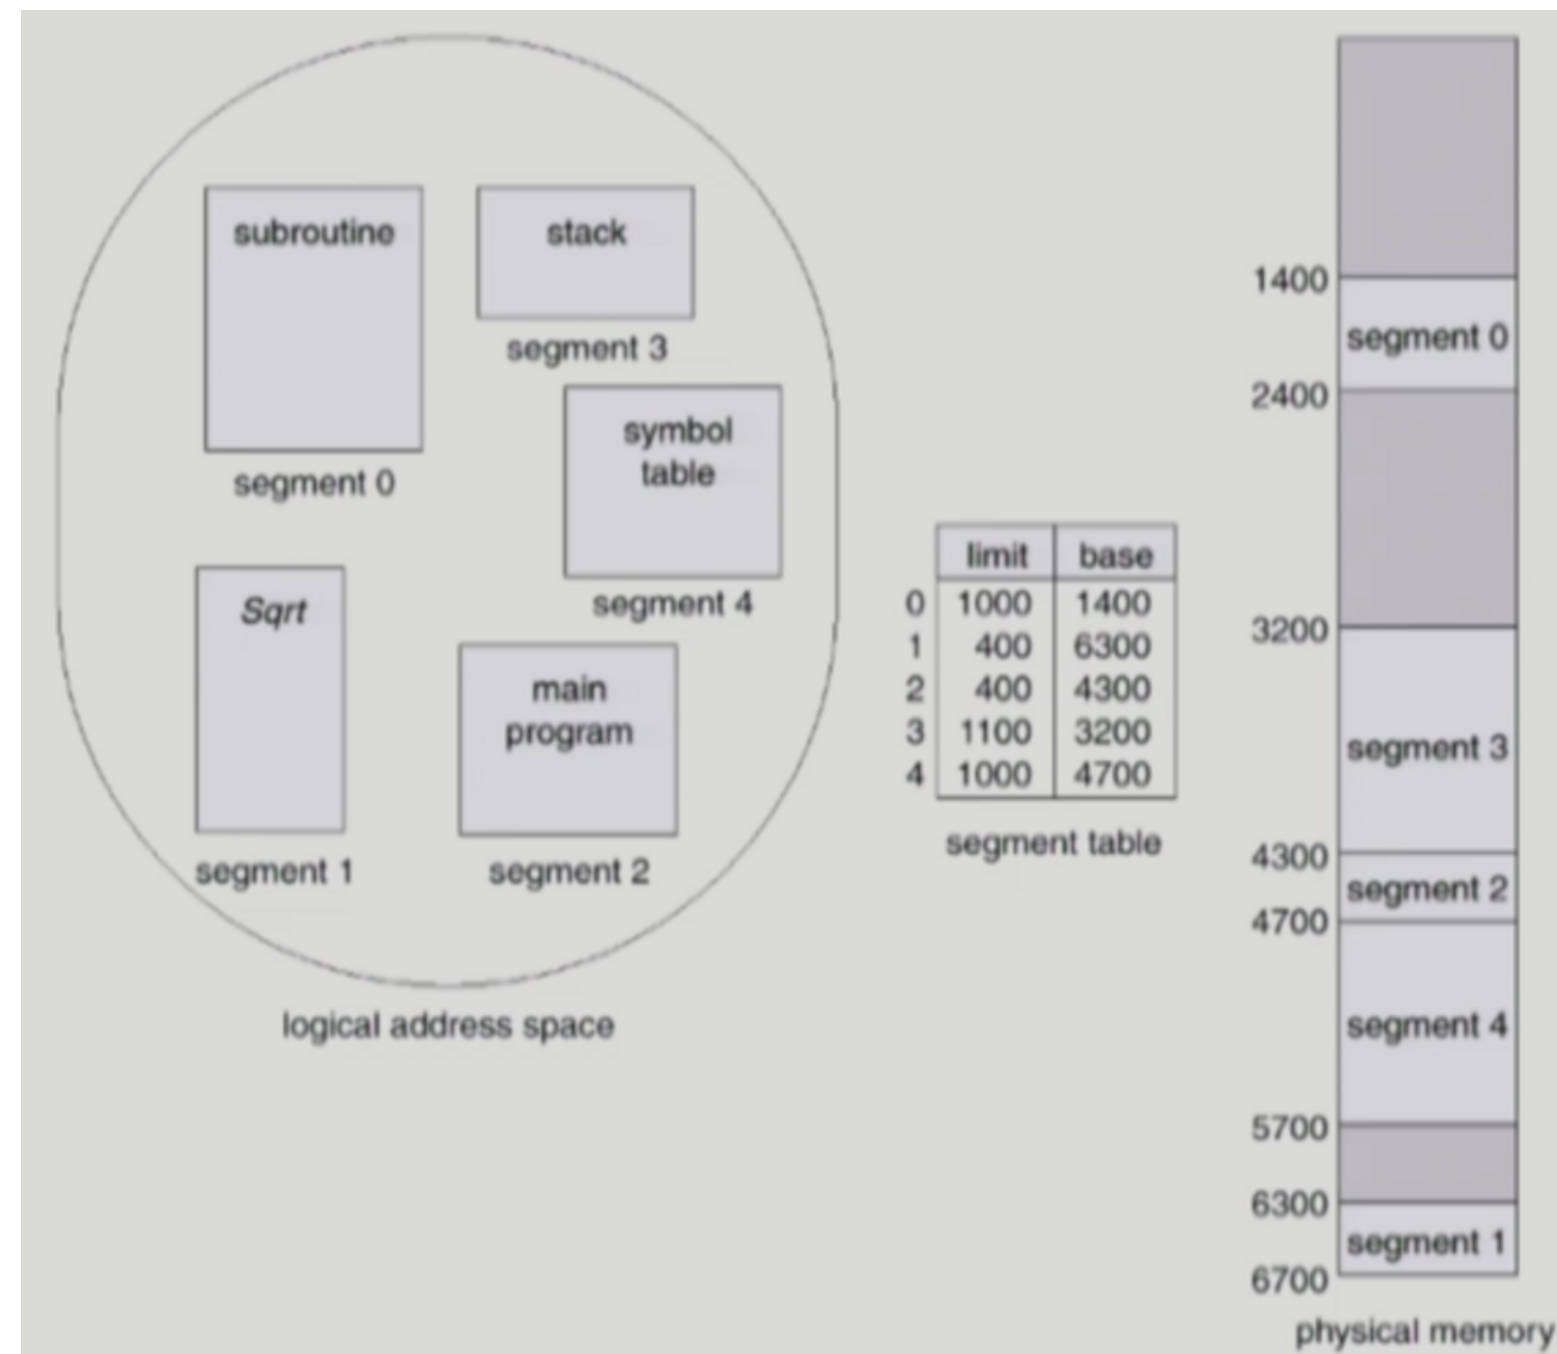 subroutine
segment 0
stack
segment 3
symbol
table
segment 4
Sqrt
segment 1
main
program
segment 2
logical address space
limit base
0 1000 1400
1 400 6300
2 400 4300
3 1100 3200
4 1000 4700
segment table
1400
segment 0
2400
3200
segment 3
4300
segment 2
4700
segment 4
5700
6300
segment 1
6700
physical memory